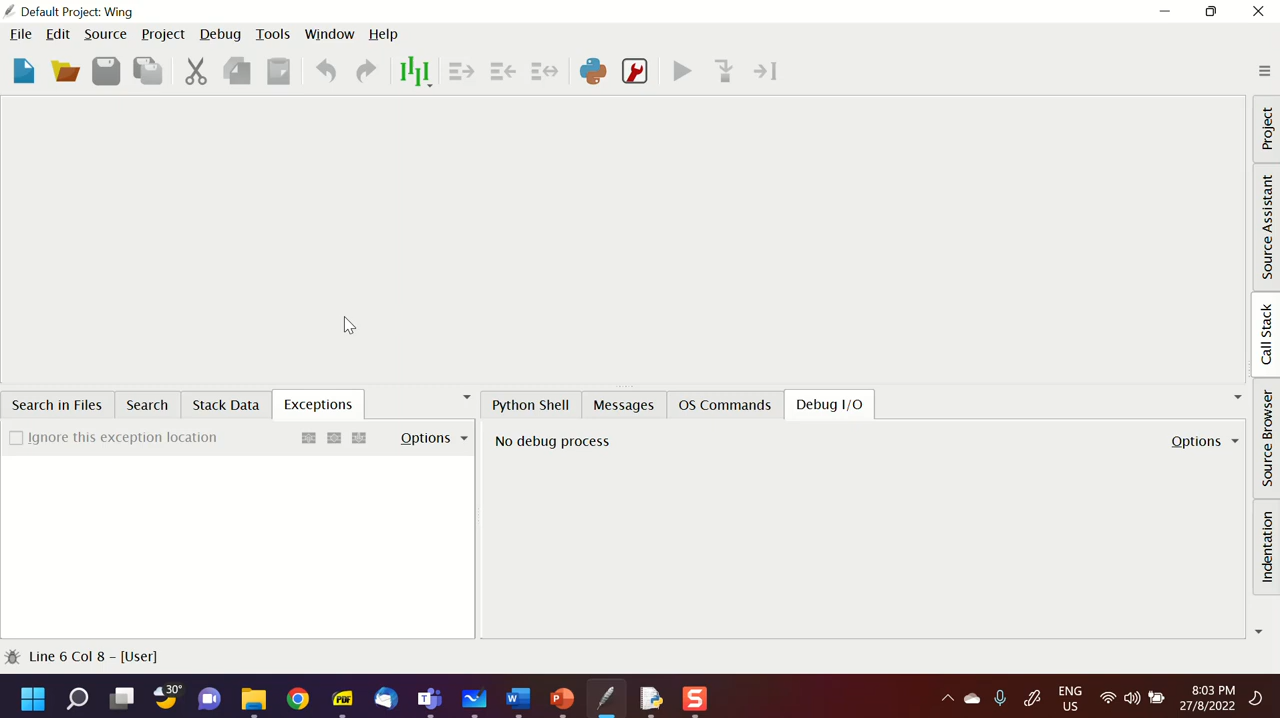 Default Project: Wing
File Edit Source Project Debug Tools Window Help
Project
Source Assistant
Call Stack
Source Browser
Indentation
Search in Files Search Stack Data Exceptions
Ignore this exception location Options
Python Shell Messages OS Commands Debug I/O
No debug process Options
Line 6 Col 8 – [User]
30°
PDF
T
W
P
S
ENG
US
8:03 PM
27/8/2022